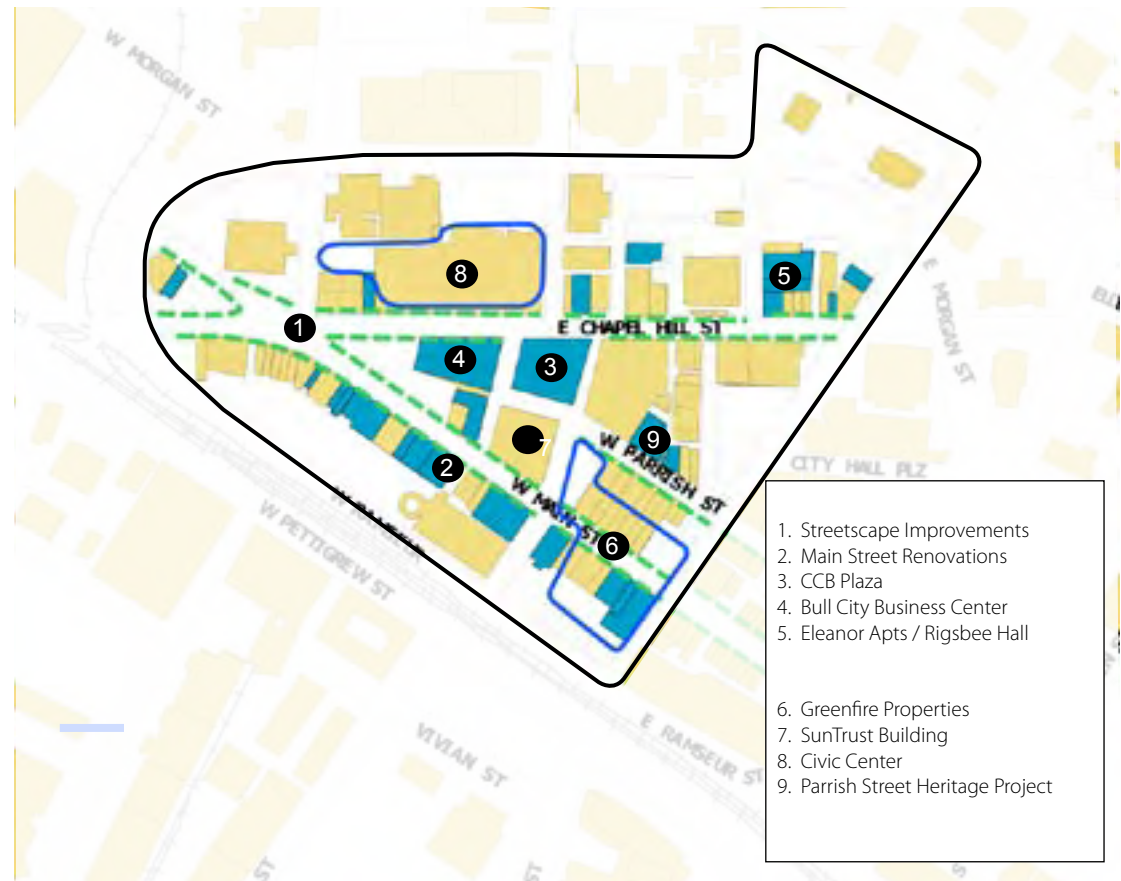 W MORGAN ST
8
5
E MORGAN ST
1
E CHAPEL HILL ST
4
3
9
7
W PARRISH ST
2
W MAIN ST
CITY HALL PLZ
W PETTIGREW ST
6
1. Streetscape Improvements
2. Main Street Renovations
3. CCB Plaza
4. Bull City Business Center
5. Eleanor Apts / Rigsbee Hall
6. Greenfire Properties
7. SunTrust Building
8. Civic Center
9. Parrish Street Heritage Project
E RAMSEUR ST
VIVIAN ST
ST
ST